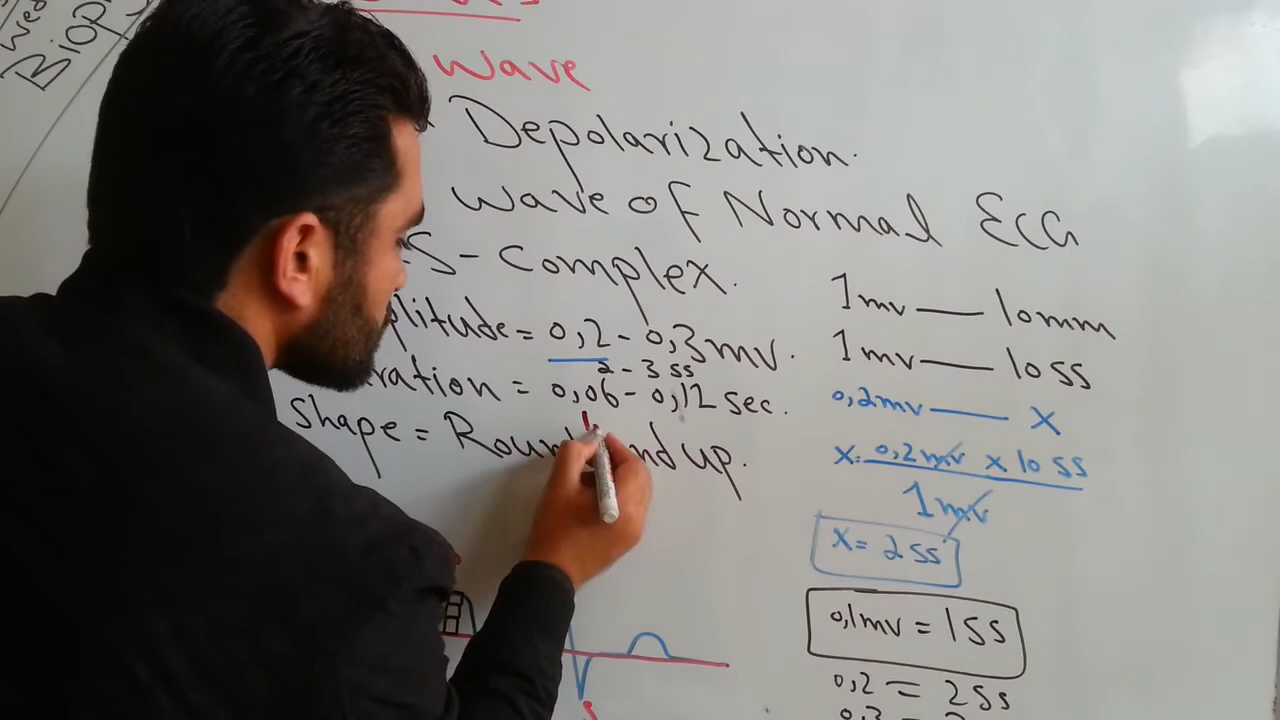 Wave
Depolarization.
Wave of Normal ECG
S-Complex.
plitude = 0,2 - 0,3 mv.
2 - 3 ss
ration = 0,06 - 0,12 sec.
Shape = Round and up.
1mv — 10mm
1mv — 10 ss
0,2mv — X
X = 0,2mv x 10 ss
1mv
X = 2 ss
0,1mv = 1 SS
0,2 = 2 SS